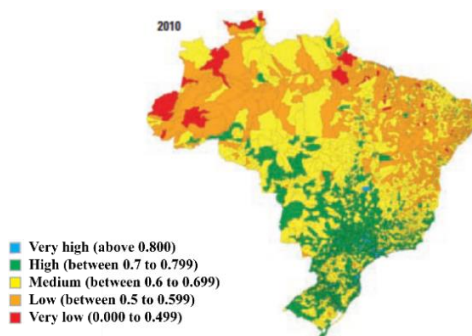 2010
Very high (above 0.800)
High (between 0.7 to 0.799)
Medium (between 0.6 to 0.699)
Low (between 0.5 to 0.599)
Very low (0.000 to 0.499)